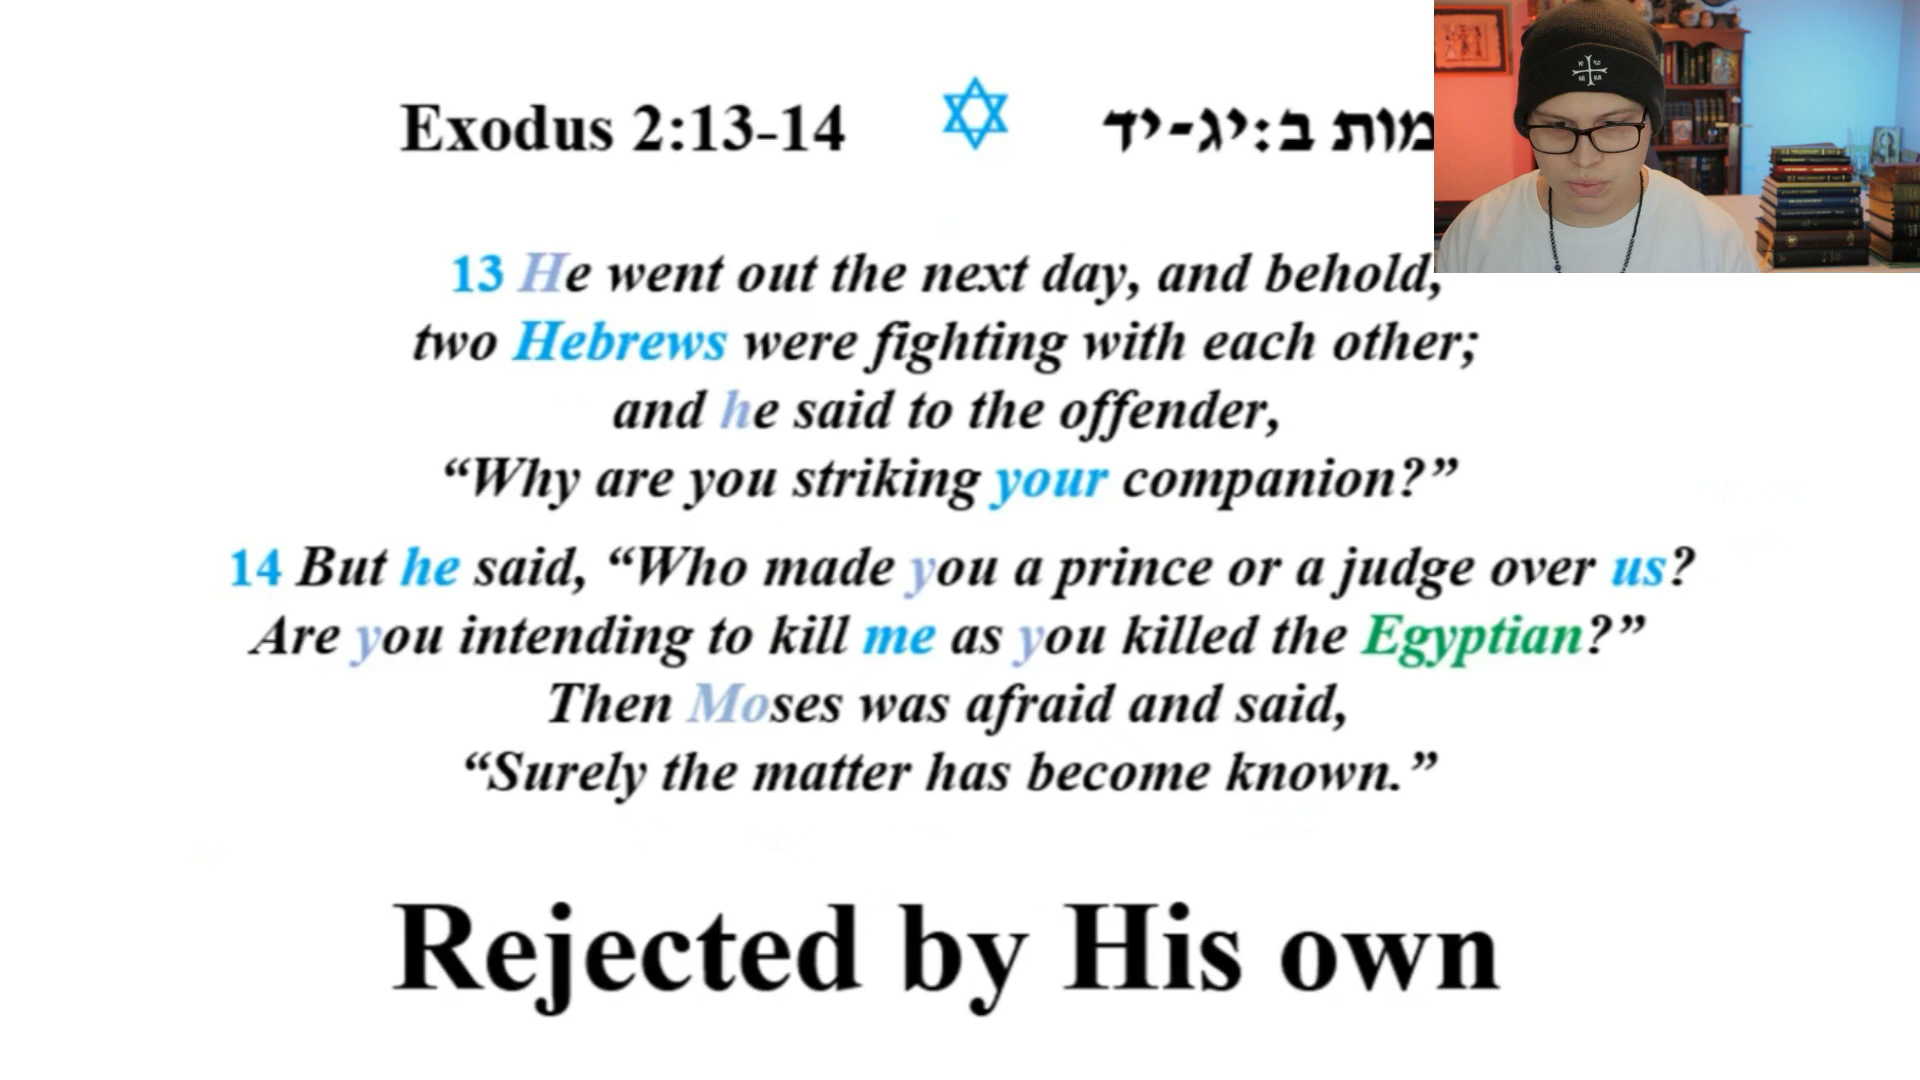 Exodus 2:13-14
מות ב:יג-יד
13 He went out the next day, and behold,
two Hebrews were fighting with each other;
and he said to the offender,
“Why are you striking your companion?”
14 But he said, “Who made you a prince or a judge over us?
Are you intending to kill me as you killed the Egyptian?”
Then Moses was afraid and said,
“Surely the matter has become known.”
Rejected by His own